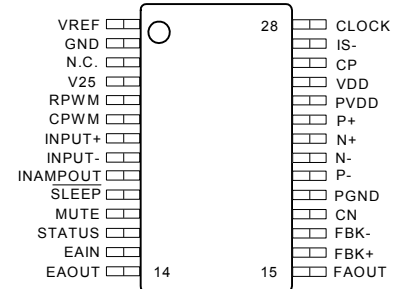 VREF 28 CLOCK
GND IS-
N.C. CP
V25 VDD
RPWM PVDD
CPWM P+
INPUT+ N+
INPUT- N-
INAMPOUT P-
SLEEP PGND
MUTE CN
STATUS FBK-
EAIN FBK+
EAOUT 14 15 FAOUT